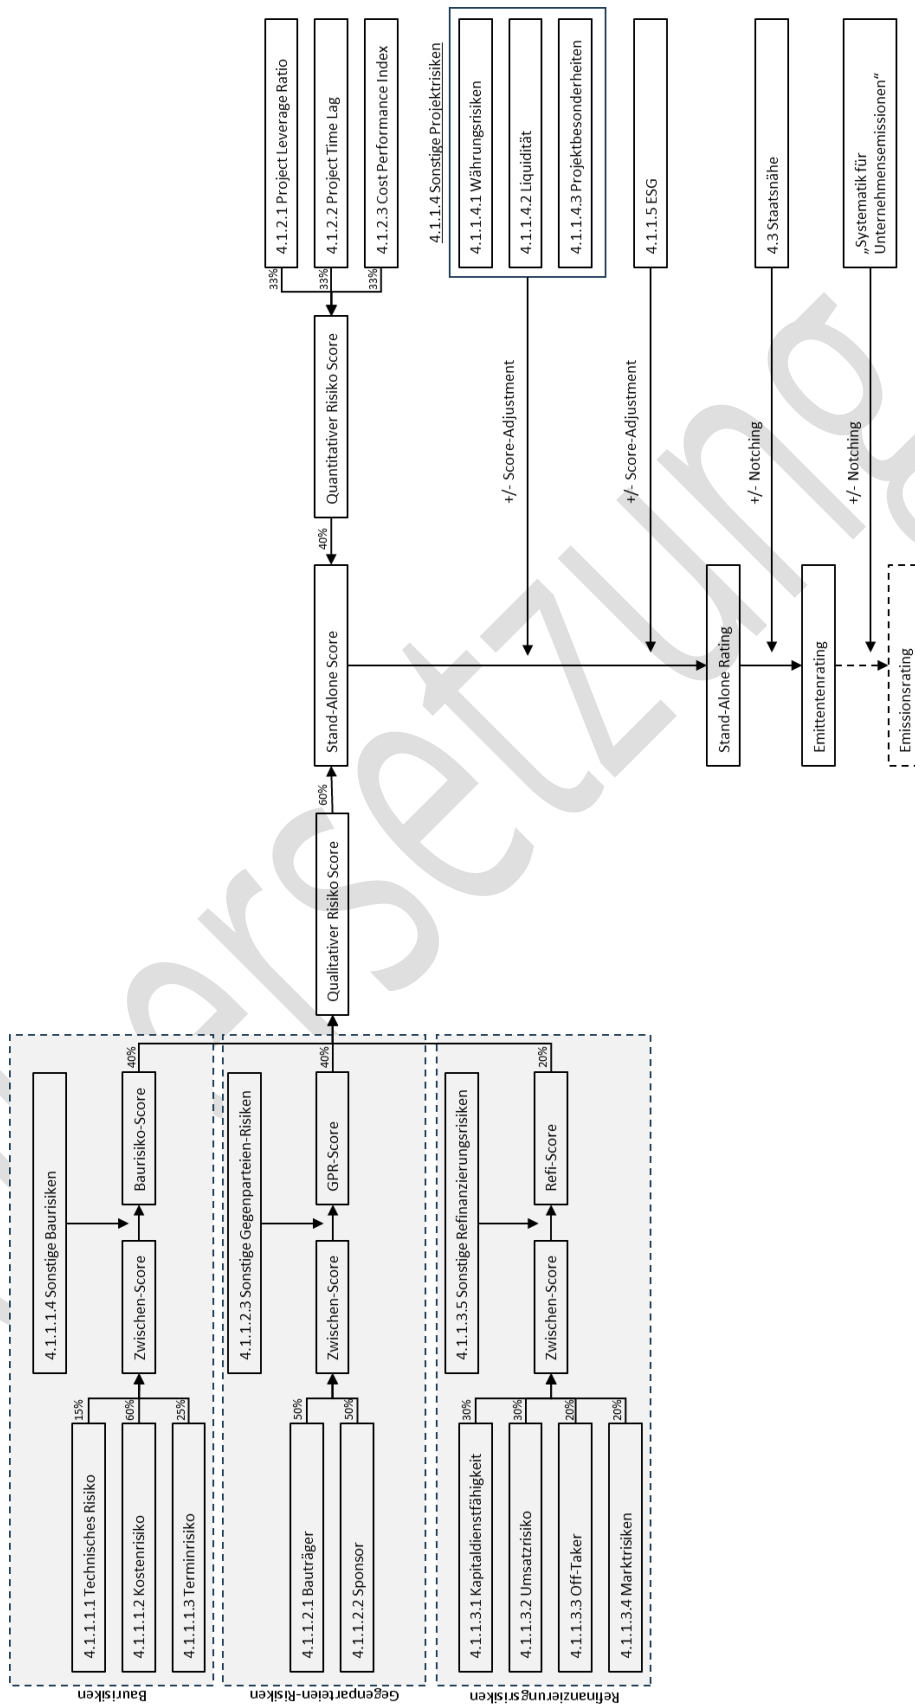 Baurisiken
4.1.1.1.1 Technisches Risiko
15%
4.1.1.1.2 Kostenrisiko
60%
4.1.1.1.3 Terminrisiko
25%
Zwischen-Score
4.1.1.1.4 Sonstige Baurisiken
Baurisiko-Score
40%
Gegenparteien-Risiken
4.1.1.2.1 Bauträger
50%
4.1.1.2.2 Sponsor
50%
Zwischen-Score
4.1.1.2.3 Sonstige Gegenparteien-Risiken
GPR-Score
40%
Refinanzierungsrisiken
4.1.1.3.1 Kapitaldienstfähigkeit
30%
4.1.1.3.2 Umsatzrisiko
30%
4.1.1.3.3 Off-Taker
20%
4.1.1.3.4 Marktrisiken
20%
Zwischen-Score
4.1.1.3.5 Sonstige Refinanzierungsrisiken
Refi-Score
20%
Qualitativer Risiko Score
60%
Stand-Alone Score
40%
Quantitativer Risiko Score
33%
4.1.2.1 Project Leverage Ratio
33%
4.1.2.2 Project Time Lag
33%
4.1.2.3 Cost Performance Index
4.1.1.4 Sonstige Projektrisiken
4.1.1.4.1 Währungsrisiken
4.1.1.4.2 Liquidität
4.1.1.4.3 Projektbesonderheiten
+/- Score-Adjustment
4.1.1.5 ESG
+/- Score-Adjustment
Stand-Alone Rating
4.3 Staatsnähe
+/- Notching
Emittentenrating
„Systematik für
Unternehmensemissionen“
+/- Notching
Emissionsrating
ersetzung